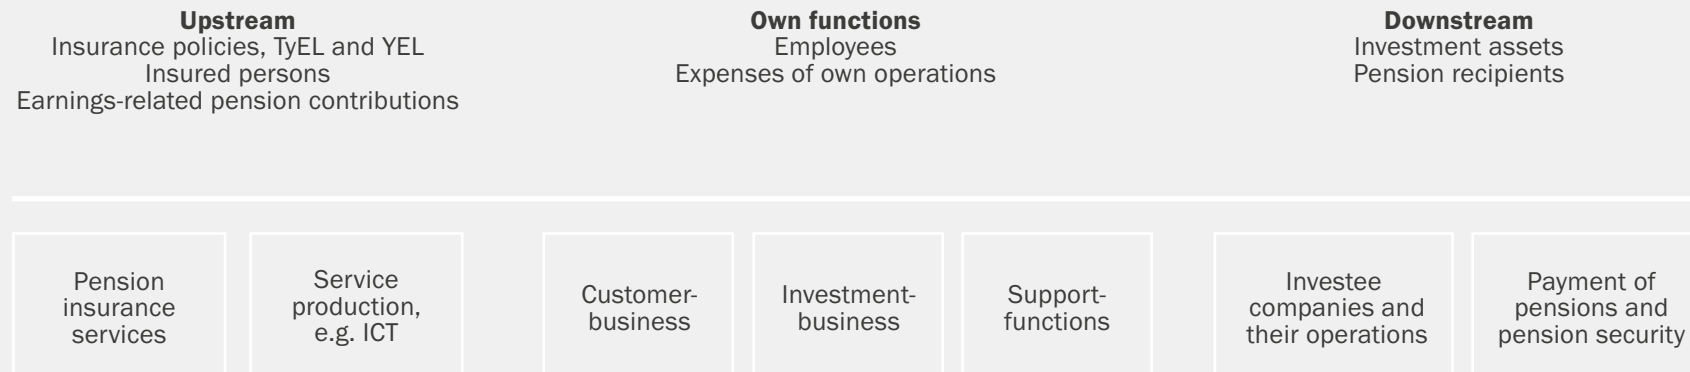 Upstream
Insurance policies, TyEL and YEL
Insured persons
Earnings-related pension contributions
Own functions
Employees
Expenses of own operations
Downstream
Investment assets
Pension recipients
Pension
insurance
services
Service
production,
e.g. ICT
Customer-
business
Investment-
business
Support-
functions
Investee
companies and
their operations
Payment of
pensions and
pension security